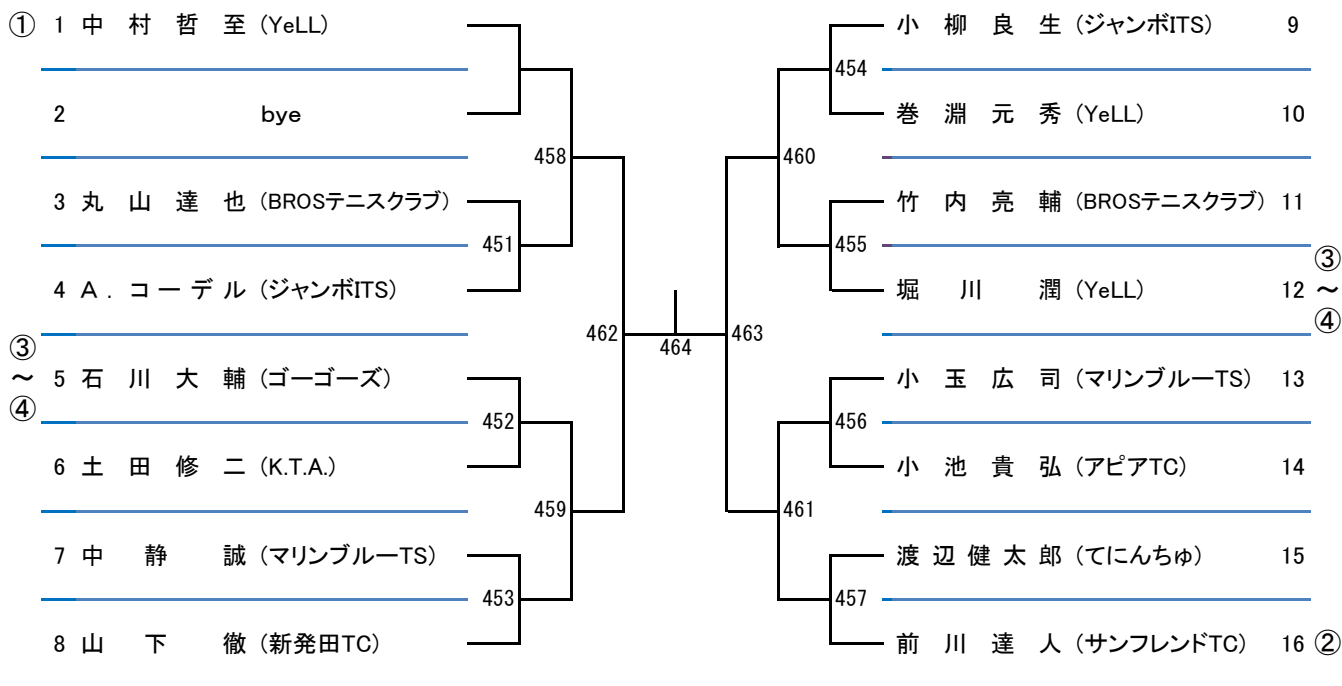 ① 1 中村哲至 (YeLL)
2 bye
458
3 丸山達也 (BROSテニスクラブ)
451
4 A.コーデル (ジャンボITS)
462
③〜④ 5 石川大輔 (ゴーゴーズ)
452
6 土田修二 (K.T.A.)
459
7 中静誠 (マリンブルーTS)
453
8 山下徹 (新発田TC)
464
小柳良生 (ジャンボITS) 9
454
巻淵元秀 (YeLL) 10
460
竹内亮輔 (BROSテニスクラブ) 11
455
堀川潤 (YeLL) 12 ③〜④
463
小玉広司 (マリンブルーTS) 13
456
小池貴弘 (アピアTC) 14
461
渡辺健太郎 (てにんちゅ) 15
457
前川達人 (サンフレンドTC) 16 ②